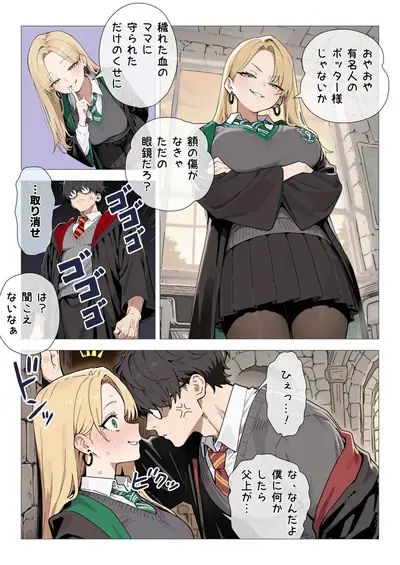 おやおや
有名人の
ポッター様
じゃないか
額の傷が
なきゃ
ただの
眼鏡だろ？
穢れた血の
ママに
守られた
だけのくせに
…取り消せ
ゴゴゴゴ
は？
聞こえ
ないなぁ
ドンッ
ひぇっ…！
ビクッ
な、なんだよ
僕に何か
したら
父上が…